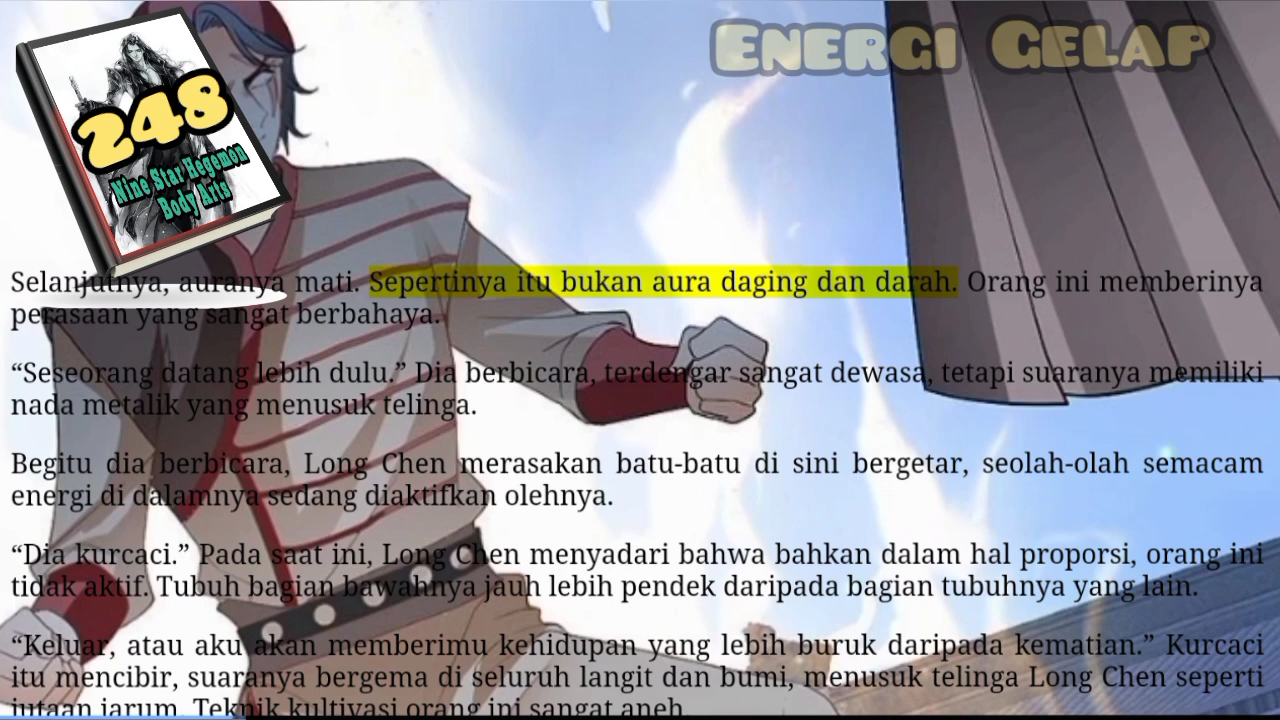 ENERGI GELAP
248
Nine Star Hegemon
Body Arts
Selanjutnya, auranya mati. Sepertinya itu bukan aura daging dan darah. Orang ini memberinya
perasaan yang sangat berbahaya.
“Seseorang datang lebih dulu.” Dia berbicara, terdengar sangat dewasa, tetapi suaranya memiliki
nada metalik yang menusuk telinga.
Begitu dia berbicara, Long Chen merasakan batu-batu di sini bergetar, seolah-olah semacam
energi di dalamnya sedang diaktifkan olehnya.
“Dia kurcaci.” Pada saat ini, Long Chen menyadari bahwa bahkan dalam hal proporsi, orang ini
tidak aktif. Tubuh bagian bawahnya jauh lebih pendek daripada bagian tubuhnya yang lain.
“Keluar, atau aku akan memberimu kehidupan yang lebih buruk daripada kematian.” Kurcaci
itu mencibir, suaranya bergema di seluruh langit dan bumi, menusuk telinga Long Chen seperti
jutaan jarum. Teknik kultivasi orang ini sangat aneh.